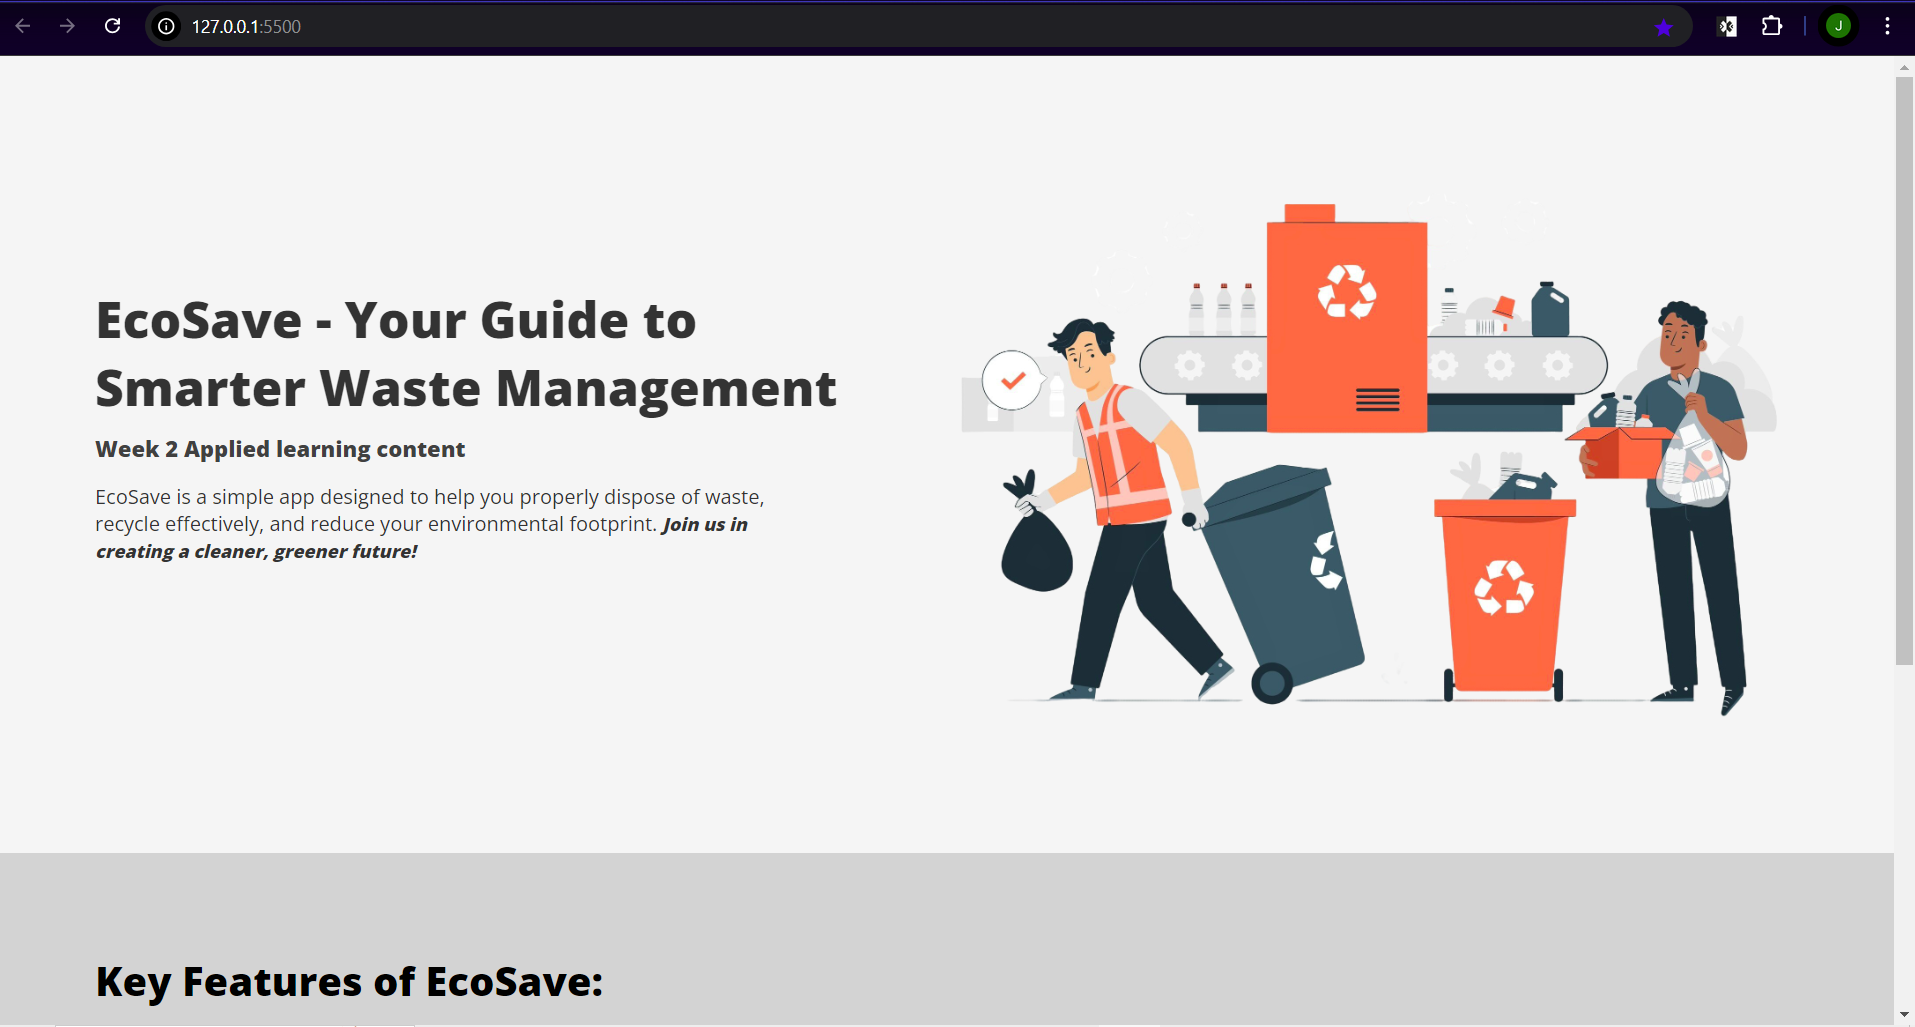 127.0.0.1:5500
J
EcoSave - Your Guide to
Smarter Waste Management
Week 2 Applied learning content
EcoSave is a simple app designed to help you properly dispose of waste,
recycle effectively, and reduce your environmental footprint. Join us in
creating a cleaner, greener future!
Key Features of EcoSave: